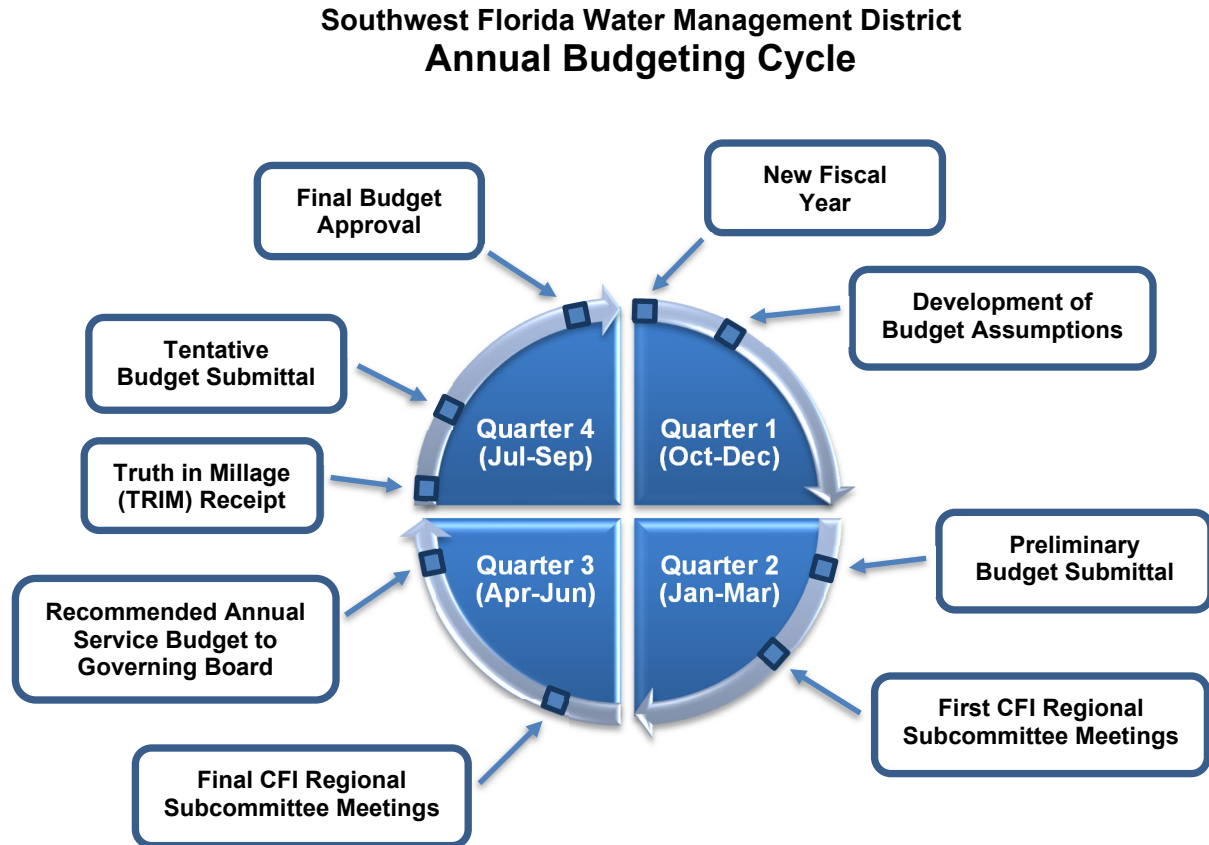 Southwest Florida Water Management District
Annual Budgeting Cycle
New Fiscal
Year
Development of
Budget Assumptions
Preliminary
Budget Submittal
First CFI Regional
Subcommittee Meetings
Final CFI Regional
Subcommittee Meetings
Recommended Annual
Service Budget to
Governing Board
Truth in Millage
(TRIM) Receipt
Tentative
Budget Submittal
Final Budget
Approval
Quarter 1
(Oct-Dec)
Quarter 2
(Jan-Mar)
Quarter 3
(Apr-Jun)
Quarter 4
(Jul-Sep)